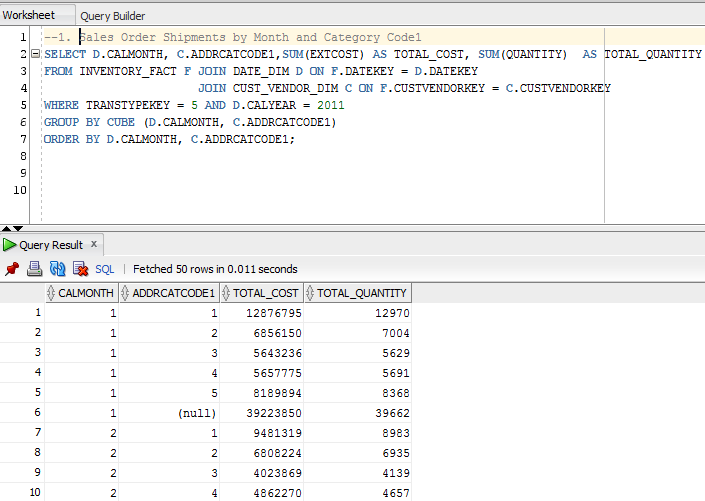 Worksheet Query Builder
1 --1. Sales Order Shipments by Month and Category Code1
2 SELECT D.CALMONTH, C.ADDRCATCODE1,SUM(EXTCOST) AS TOTAL_COST, SUM(QUANTITY)  AS TOTAL_QUANTITY
3 FROM INVENTORY_FACT F JOIN DATE_DIM D ON F.DATEKEY = D.DATEKEY
4 JOIN CUST_VENDOR_DIM C ON F.CUSTVENDORKEY = C.CUSTVENDORKEY
5 WHERE TRANSTYPEKEY = 5 AND D.CALYEAR = 2011
6 GROUP BY CUBE (D.CALMONTH, C.ADDRCATCODE1)
7 ORDER BY D.CALMONTH, C.ADDRCATCODE1;
8
9
10
Query Result x
SQL | Fetched 50 rows in 0.011 seconds
CALMONTH ADDRCATCODE1 TOTAL_COST TOTAL_QUANTITY
1 1 1 12876795 12970
2 1 2 6856150 7004
3 1 3 5643236 5629
4 1 4 5657775 5691
5 1 5 8189894 8368
6 1 (null) 39223850 39662
7 2 1 9481319 8983
8 2 2 6808224 6935
9 2 3 4023869 4139
10 2 4 4862270 4657